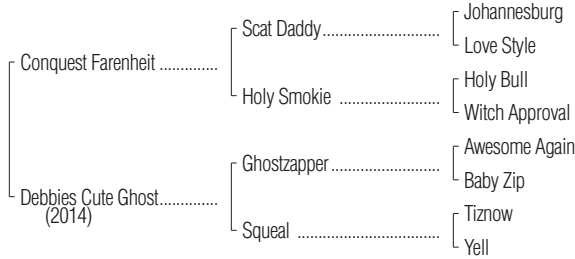 Johannesburg
Scat Daddy
Love Style
Conquest Farenheit
Holy Bull
Holy Smokie
Witch Approval
Awesome Again
Ghostzapper
Baby Zip
Debbies Cute Ghost
(2014)
Tiznow
Squeal
Yell